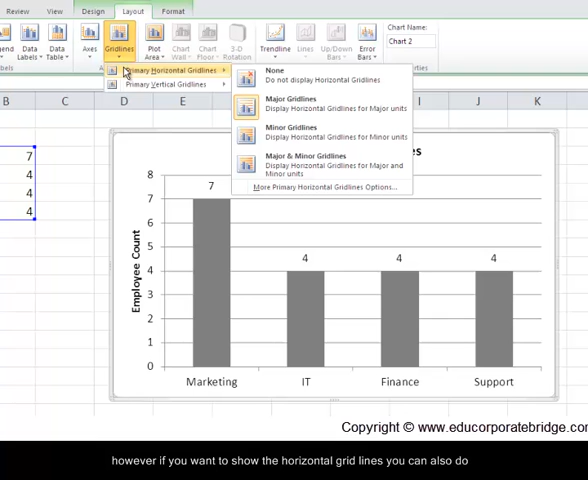 Review View Design Layout Format
Data Labels
Data Table
Axes
Gridlines
Plot Area
Chart Wall
Chart Floor
3-D Rotation
Trendline
Lines
Up/Down Bars
Error Bars
Chart Name:
Chart 2
Primary Horizontal Gridlines
Primary Vertical Gridlines
None
Do not display Horizontal Gridlines
Major Gridlines
Display Horizontal Gridlines for Major units
Minor Gridlines
Display Horizontal Gridlines for Minor units
Major & Minor Gridlines
Display Horizontal Gridlines for Major and
Minor units
More Primary Horizontal Gridlines Options...
B C D E I J K L
7
4
4
4
Employee Count
8
7
6
5
4
3
2
1
0
7 4 4 4
Marketing IT Finance Support
Copyright © www.educorporatebridge.com
however if you want to show the horizontal grid lines you can also do